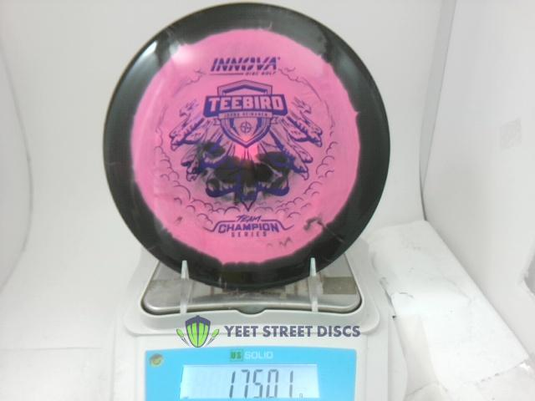 INNOVA
DISC GOLF
TEEBIRD
TEAM
CHAMPION
SERIES
YEET STREET DISCS
U.S. SOLID
175.01 g